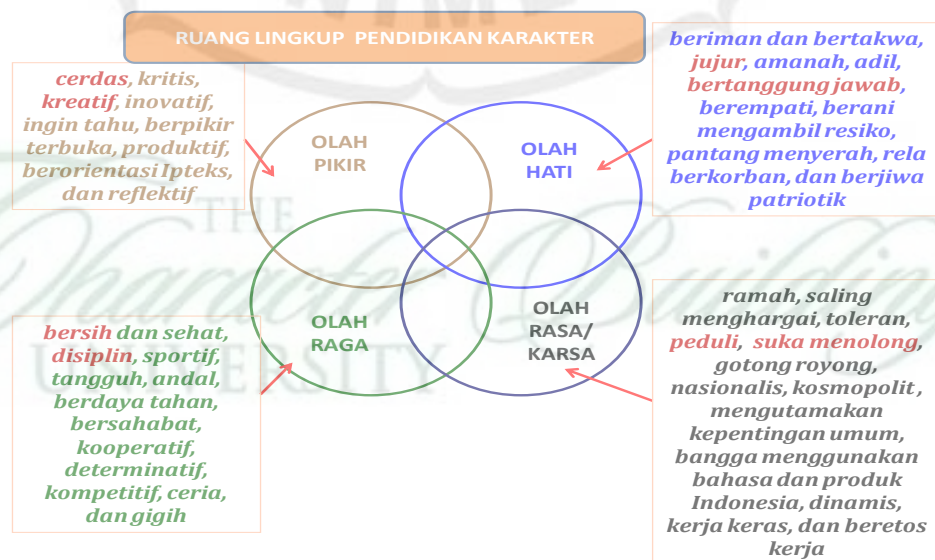 RUANG LINGKUP PENDIDIKAN KARAKTER
cerdas, kritis,
kreatif, inovatif,
ingin tahu, berpikir
terbuka, produktif,
berorientasi Ipteks,
dan reflektif
OLAH
PIKIR
OLAH
HATI
beriman dan bertakwa,
jujur, amanah, adil,
bertanggung jawab,
berempati, berani
mengambil resiko,
pantang menyerah, rela
berkorban, dan berjiwa
patriotik
THE
Character Building
UNIVERSITY
bersih dan sehat,
disiplin, sportif,
tangguh, andal,
berdaya tahan,
bersahabat,
kooperatif,
determinatif,
kompetitif, ceria,
dan gigih
OLAH
RAGA
OLAH
RASA/
KARSA
ramah, saling
menghargai, toleran,
peduli, suka menolong,
gotong royong,
nasionalis, kosmopolit ,
mengutamakan
kepentingan umum,
bangga menggunakan
bahasa dan produk
Indonesia, dinamis,
kerja keras, dan beretos
kerja